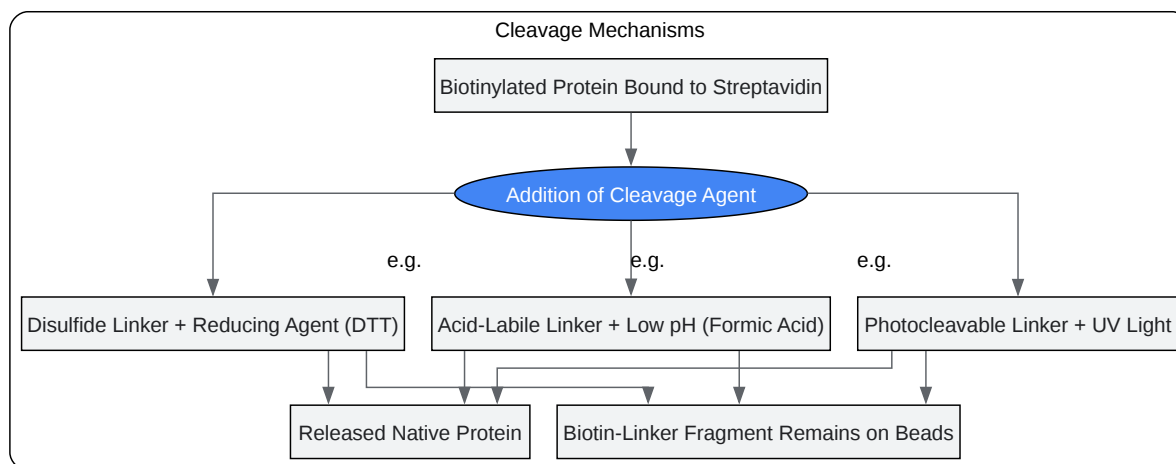 Cleavage Mechanisms
Biotinylated Protein Bound to Streptavidin
Addition of Cleavage Agent
e.g.
e.g.
e.g.
Disulfide Linker + Reducing Agent (DTT)
Acid-Labile Linker + Low pH (Formic Acid)
Photocleavable Linker + UV Light
Released Native Protein
Biotin-Linker Fragment Remains on Beads